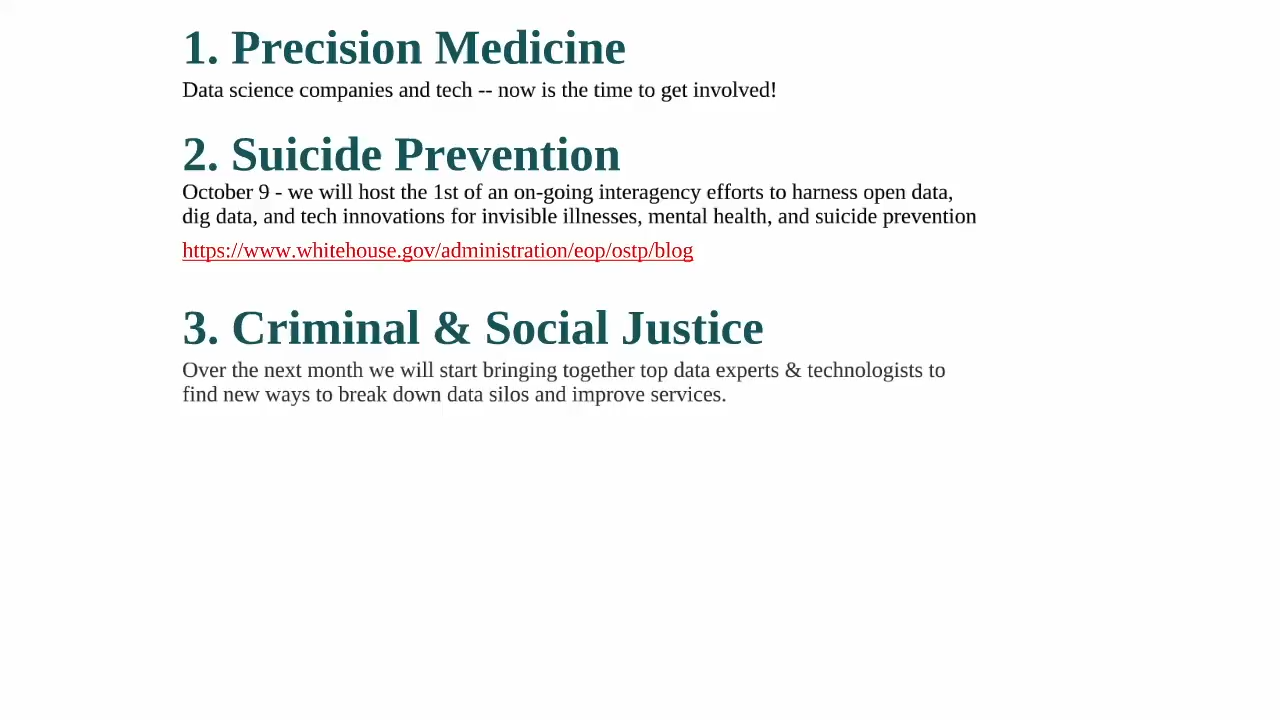 1. Precision Medicine
Data science companies and tech -- now is the time to get involved!
2. Suicide Prevention
October 9 - we will host the 1st of an on-going interagency efforts to harness open data,
dig data, and tech innovations for invisible illnesses, mental health, and suicide prevention
https://www.whitehouse.gov/administration/eop/ostp/blog
3. Criminal & Social Justice
Over the next month we will start bringing together top data experts & technologists to
find new ways to break down data silos and improve services.